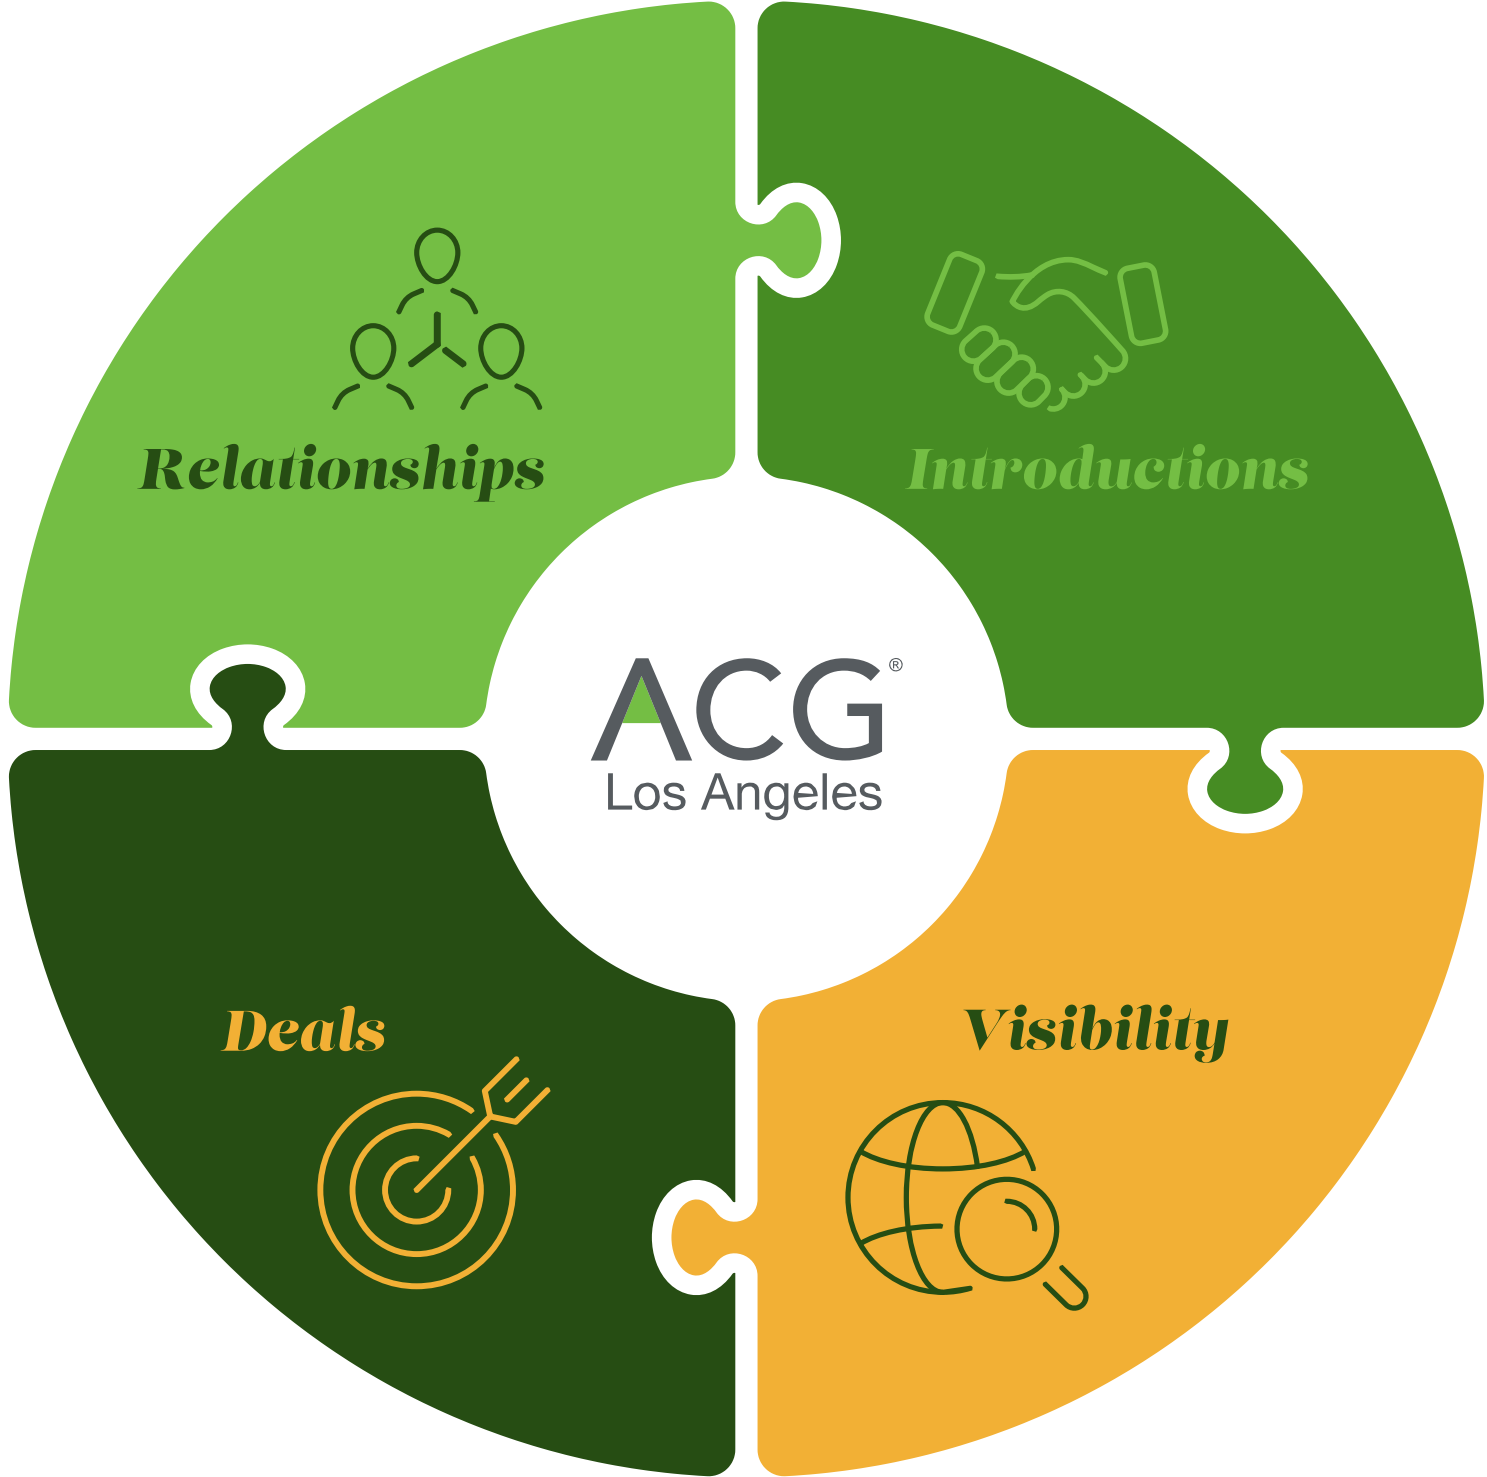 Relationships
Introductions
ACG®
Los Angeles
Deals
Visibility